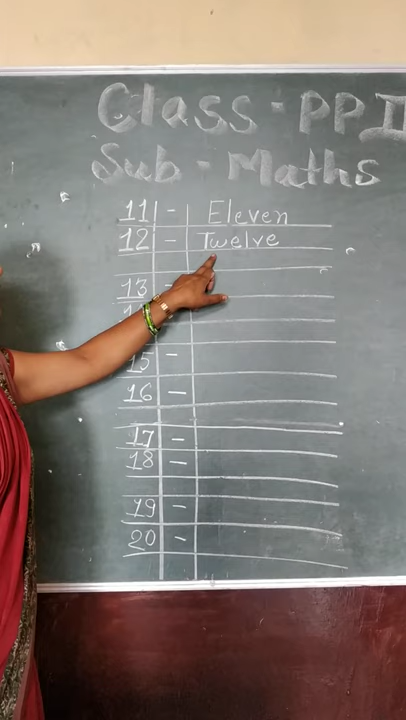 Class - PP II
Sub - Maths
11 - Eleven
12 - Twelve
13
15 -
16 -
17 -
18 -
19 -
20 -